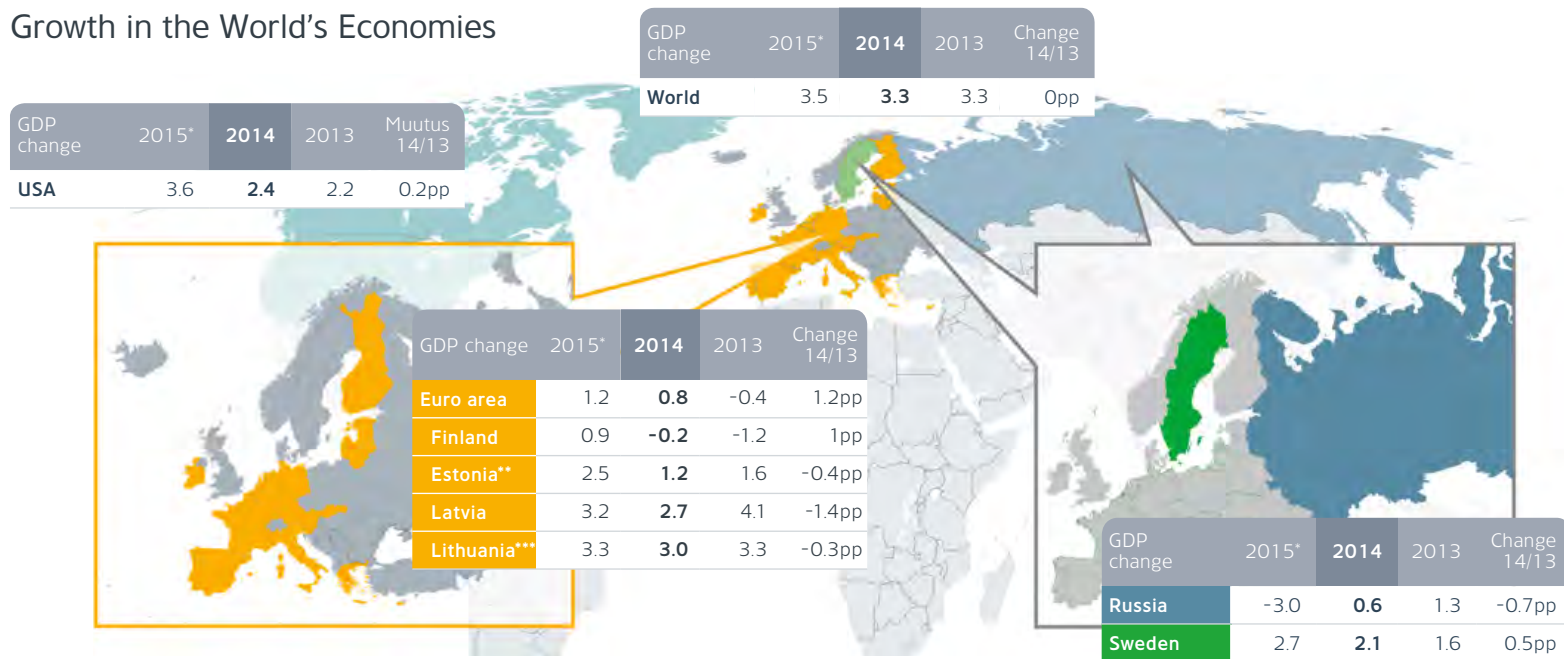 Growth in the World's Economies
GDP change 2015* 2014 2013 Change 14/13
World 3.5 3.3 3.3 0pp
GDP change 2015* 2014 2013 Muutus 14/13
USA 3.6 2.4 2.2 0.2pp
GDP change 2015* 2014 2013 Change 14/13
Euro area 1.2 0.8 -0.4 1.2pp
Finland 0.9 -0.2 -1.2 1pp
Estonia** 2.5 1.2 1.6 -0.4pp
Latvia 3.2 2.7 4.1 -1.4pp
Lithuania*** 3.3 3.0 3.3 -0.3pp
GDP change 2015* 2014 2013 Change 14/13
Russia -3.0 0.6 1.3 -0.7pp
Sweden 2.7 2.1 1.6 0.5pp